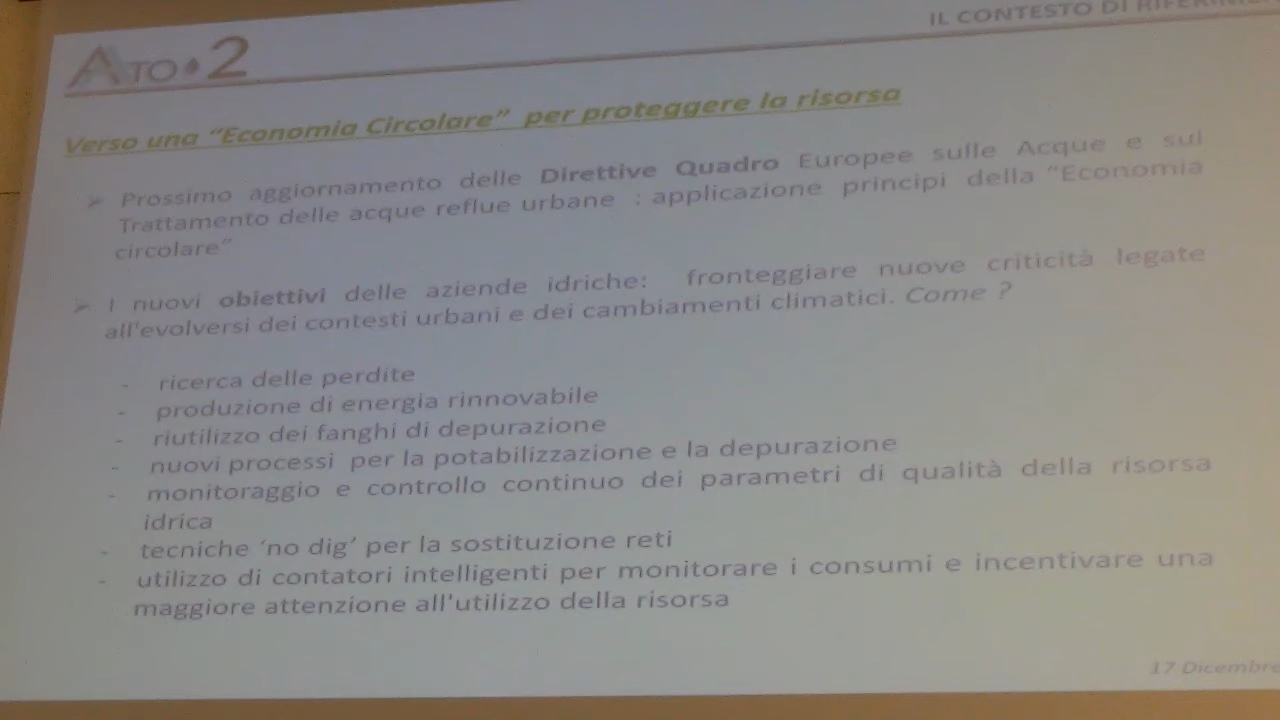 IL CONTESTO DI RIFERIMEN
ATO 2
Verso una "Economia Circolare" per proteggere la risorsa
➢ Prossimo aggiornamento delle Direttive Quadro Europee sulle Acque e sul
Trattamento delle acque reflue urbane : applicazione principi della "Economia
circolare"
➢ I nuovi obiettivi delle aziende idriche: fronteggiare nuove criticità legate
all'evolversi dei contesti urbani e dei cambiamenti climatici. Come ?
- ricerca delle perdite
- produzione di energia rinnovabile
- riutilizzo dei fanghi di depurazione
- nuovi processi per la potabilizzazione e la depurazione
- monitoraggio e controllo continuo dei parametri di qualità della risorsa
idrica
- tecniche 'no dig' per la sostituzione reti
- utilizzo di contatori intelligenti per monitorare i consumi e incentivare una
maggiore attenzione all'utilizzo della risorsa
17 Dicembre